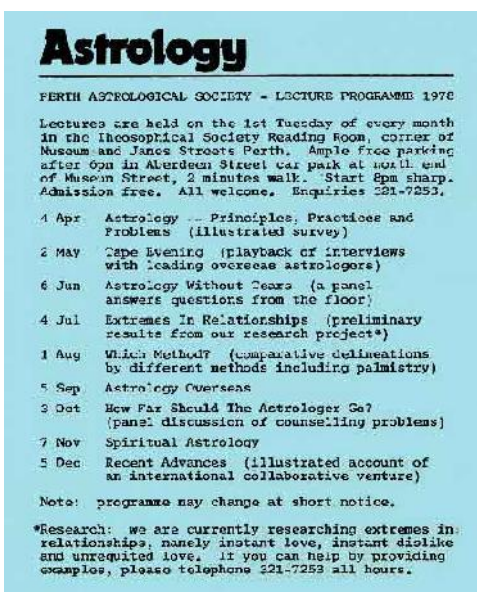 Astrology
PERTH ASTROLOGICAL SOCIETY - LECTURE PROGRAMME 1978
Lectures are held on the 1st Tuesday of every month
in the Theosophical Society Reading Room, corner of
Museum and James Streets Perth. Ample free parking
after 6pm in Aberdeen Street car park at north end
of Museum Street, 2 minutes walk. Start 8pm sharp.
Admission free. All welcome. Enquiries 321-7253.
4 Apr Astrology -- Principles, Practices and
Problems (illustrated survey)
2 May Tape Evening (playback of interviews
with leading overseas astrologers)
6 Jun Astrology Without Tears (a panel
answers questions from the floor)
4 Jul Extremes In Relationships (preliminary
results from our research project*)
1 Aug Which Method? (comparative delineations
by different methods including palmistry)
5 Sep Astrology Overseas
3 Oct How Far Should The Astrologer Go?
(panel discussion of counselling problems)
7 Nov Spiritual Astrology
5 Dec Recent Advances (illustrated account of
an international collaborative venture)
Note: programme may change at short notice.
*Research: we are currently researching extremes in
relationships, namely instant love, instant dislike
and unrequited love. If you can help by providing
examples, please telephone 321-7253 all hours.